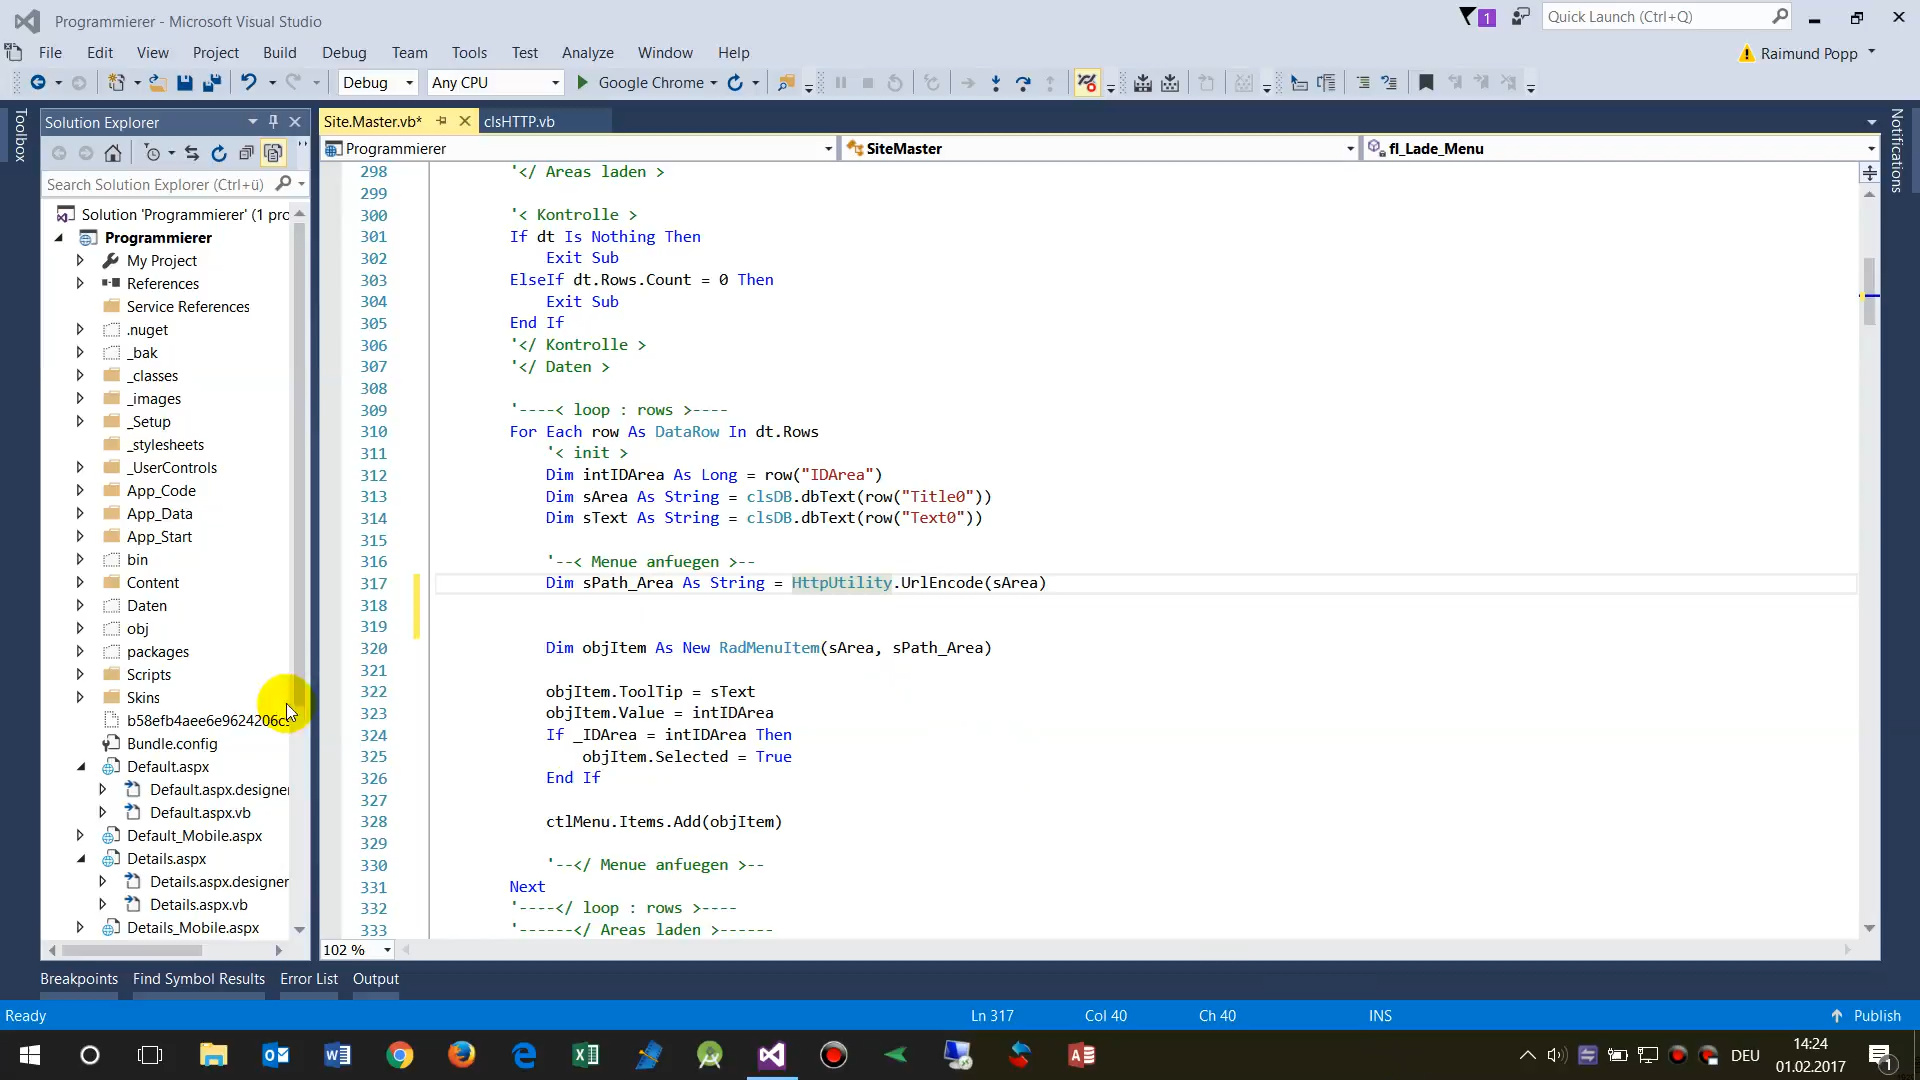 Programmierer - Microsoft Visual Studio
1
Quick Launch (Ctrl+Q)
File Edit View Project Build Debug Team Tools Test Analyze Window Help
Raimund Popp
Debug
Any CPU
Google Chrome
Toolbox
Solution Explorer
Search Solution Explorer (Ctrl+ü)
Solution 'Programmierer' (1 pro
Programmierer
My Project
References
Service References
.nuget
_bak
_classes
_images
_Setup
_stylesheets
_UserControls
App_Code
App_Data
App_Start
bin
Content
Daten
obj
packages
Scripts
Skins
b58efb4aee6e9624206c
Bundle.config
Default.aspx
Default.aspx.designer
Default.aspx.vb
Default_Mobile.aspx
Details.aspx
Details.aspx.designer
Details.aspx.vb
Details_Mobile.aspx
Site.Master.vb*
clsHTTP.vb
Programmierer
SiteMaster
fl_Lade_Menu
Notifications
298 '</ Areas laden >
299
300 '< Kontrolle >
301 If dt Is Nothing Then
302 Exit Sub
303 ElseIf dt.Rows.Count = 0 Then
304 Exit Sub
305 End If
306 '</ Kontrolle >
307 '</ Daten >
308
309 '----< loop : rows >----
310 For Each row As DataRow In dt.Rows
311 '< init >
312 Dim intIDArea As Long = row("IDArea")
313 Dim sArea As String = clsDB.dbText(row("Title0"))
314 Dim sText As String = clsDB.dbText(row("Text0"))
315
316 '--< Menue anfuegen >--
317 Dim sPath_Area As String = HttpUtility.UrlEncode(sArea)
318
319
320 Dim objItem As New RadMenuItem(sArea, sPath_Area)
321
322 objItem.ToolTip = sText
323 objItem.Value = intIDArea
324 If _IDArea = intIDArea Then
325 objItem.Selected = True
326 End If
327
328 ctlMenu.Items.Add(objItem)
329
330 '--</ Menue anfuegen >--
331 Next
332 '----</ loop : rows >----
333 '------</ Areas laden >------
102 %
Breakpoints Find Symbol Results Error List Output
Ready
Ln 317
Col 40
Ch 40
INS
Publish
DEU
14:24
01.02.2017
1